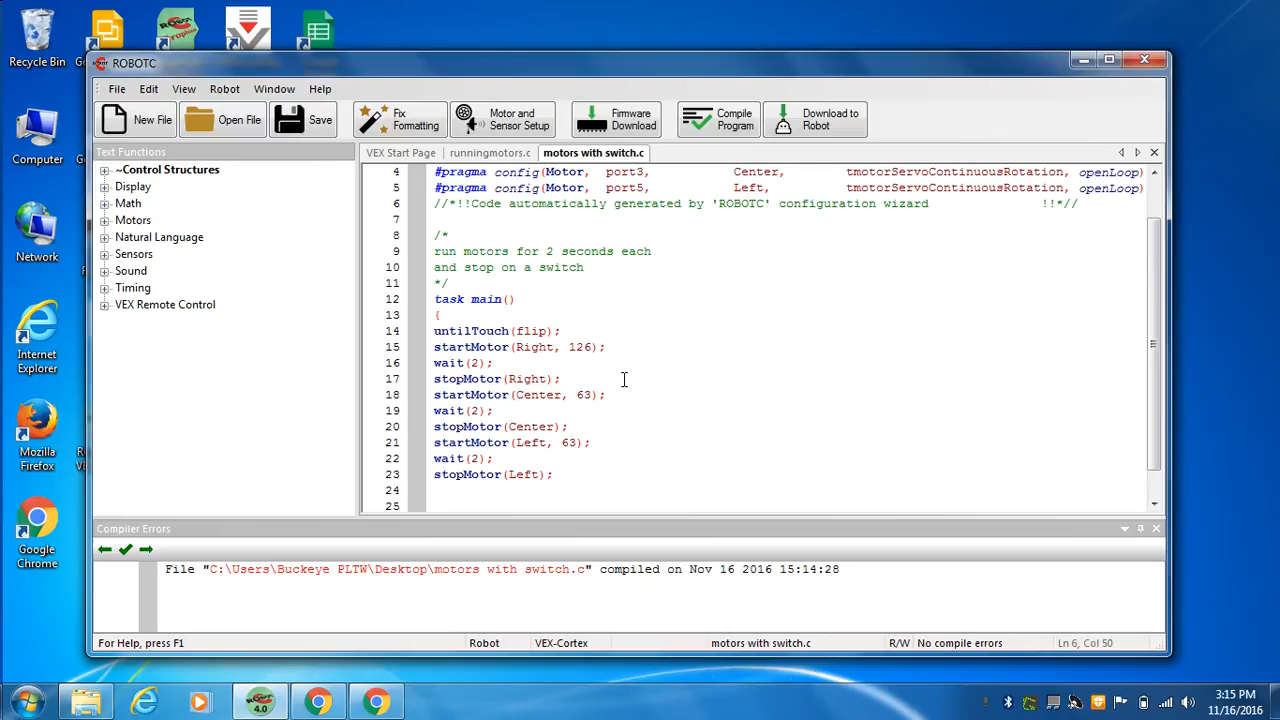 Recycle Bin
Computer
Network
Internet
Explorer
Mozilla
Firefox
Google
Chrome
ROBOTC
File Edit View Robot Window Help
New File Open File Save Fix Formatting Motor and Sensor Setup Firmware Download Compile Program Download to Robot
Text Functions
~Control Structures
Display
Math
Motors
Natural Language
Sensors
Sound
Timing
VEX Remote Control
VEX Start Page runningmotors.c motors with switch.c
4 #pragma config(Motor, port3, Center, tmotorServoContinuousRotation, openLoop)
5 #pragma config(Motor, port5, Left, tmotorServoContinuousRotation, openLoop)
6 //*!!Code automatically generated by 'ROBOTC' configuration wizard !!*//
7
8 /*
9 run motors for 2 seconds each
10 and stop on a switch
11 */
12 task main()
13 {
14 untilTouch(flip);
15 startMotor(Right, 126);
16 wait(2);
17 stopMotor(Right);
18 startMotor(Center, 63);
19 wait(2);
20 stopMotor(Center);
21 startMotor(Left, 63);
22 wait(2);
23 stopMotor(Left);
24
25
Compiler Errors
File "C:\Users\Buckeye PLTW\Desktop\motors with switch.c" compiled on Nov 16 2016 15:14:28
For Help, press F1 Robot VEX-Cortex motors with switch.c R/W No compile errors Ln 6, Col 50
4.0
3:15 PM
11/16/2016